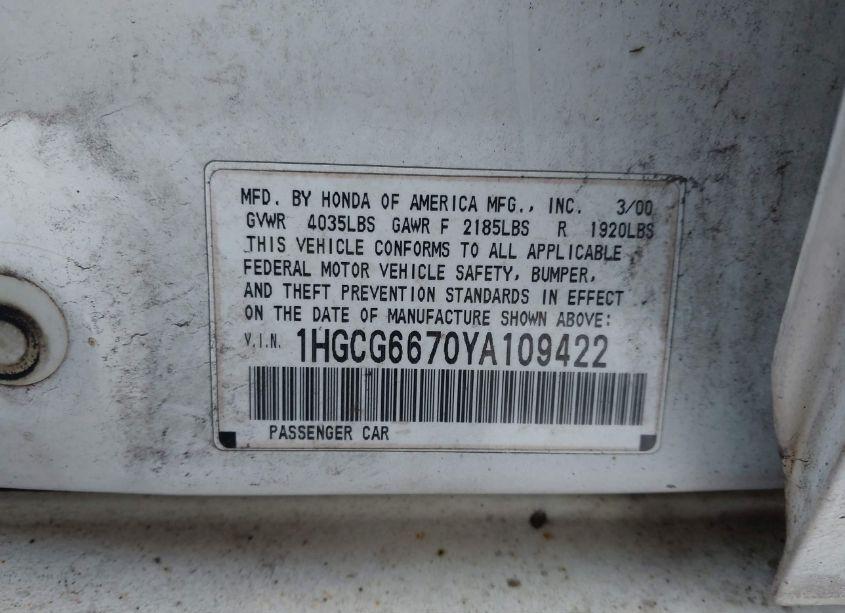 MFD. BY HONDA OF AMERICA MFG., INC. 3/00
GVWR 4035LBS GAWR F 2185LBS R 1920LBS
THIS VEHICLE CONFORMS TO ALL APPLICABLE
FEDERAL MOTOR VEHICLE SAFETY, BUMPER,
AND THEFT PREVENTION STANDARDS IN EFFECT
ON THE DATE OF MANUFACTURE SHOWN ABOVE:
V.I.N. 1HGCG6670YA109422
PASSENGER CAR